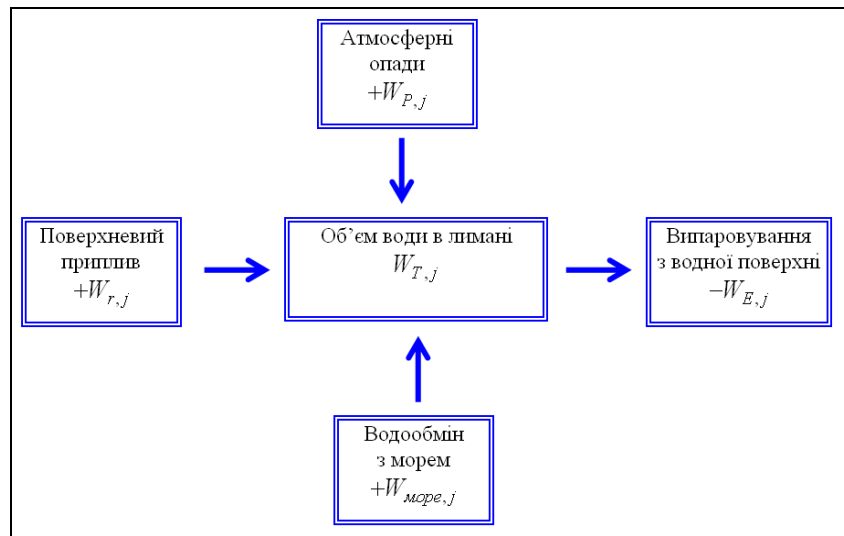 Атмосферні
опади
+W_{P,j}
Поверхневий
приплив
+W_{r,j}
Об’єм води в лимані
W_{T,j}
Випаровування
з водної поверхні
−W_{E,j}
Водообмін
з морем
+W_{море,j}